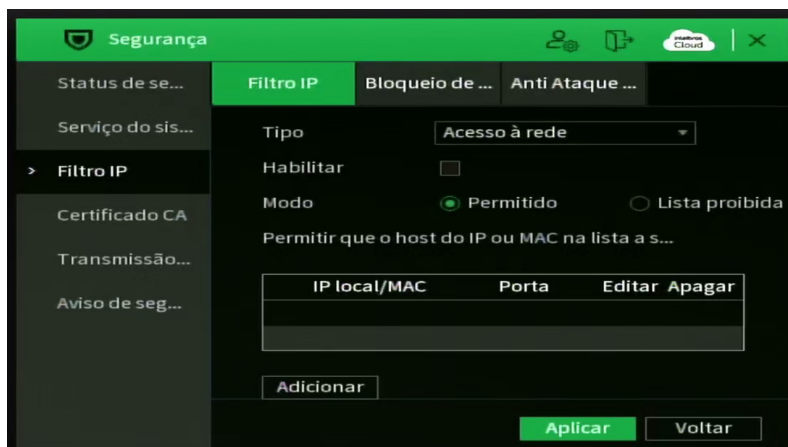 Segurança
intelbras Cloud
Status de se...
Serviço do sis...
> Filtro IP
Certificado CA
Transmissão...
Aviso de seg...
Filtro IP Bloqueio de ... Anti Ataque ...
Tipo Acesso à rede
Habilitar
Modo Permitido Lista proibida
Permitir que o host do IP ou MAC na lista a s...
IP local/MAC Porta Editar Apagar
Adicionar
Aplicar Voltar